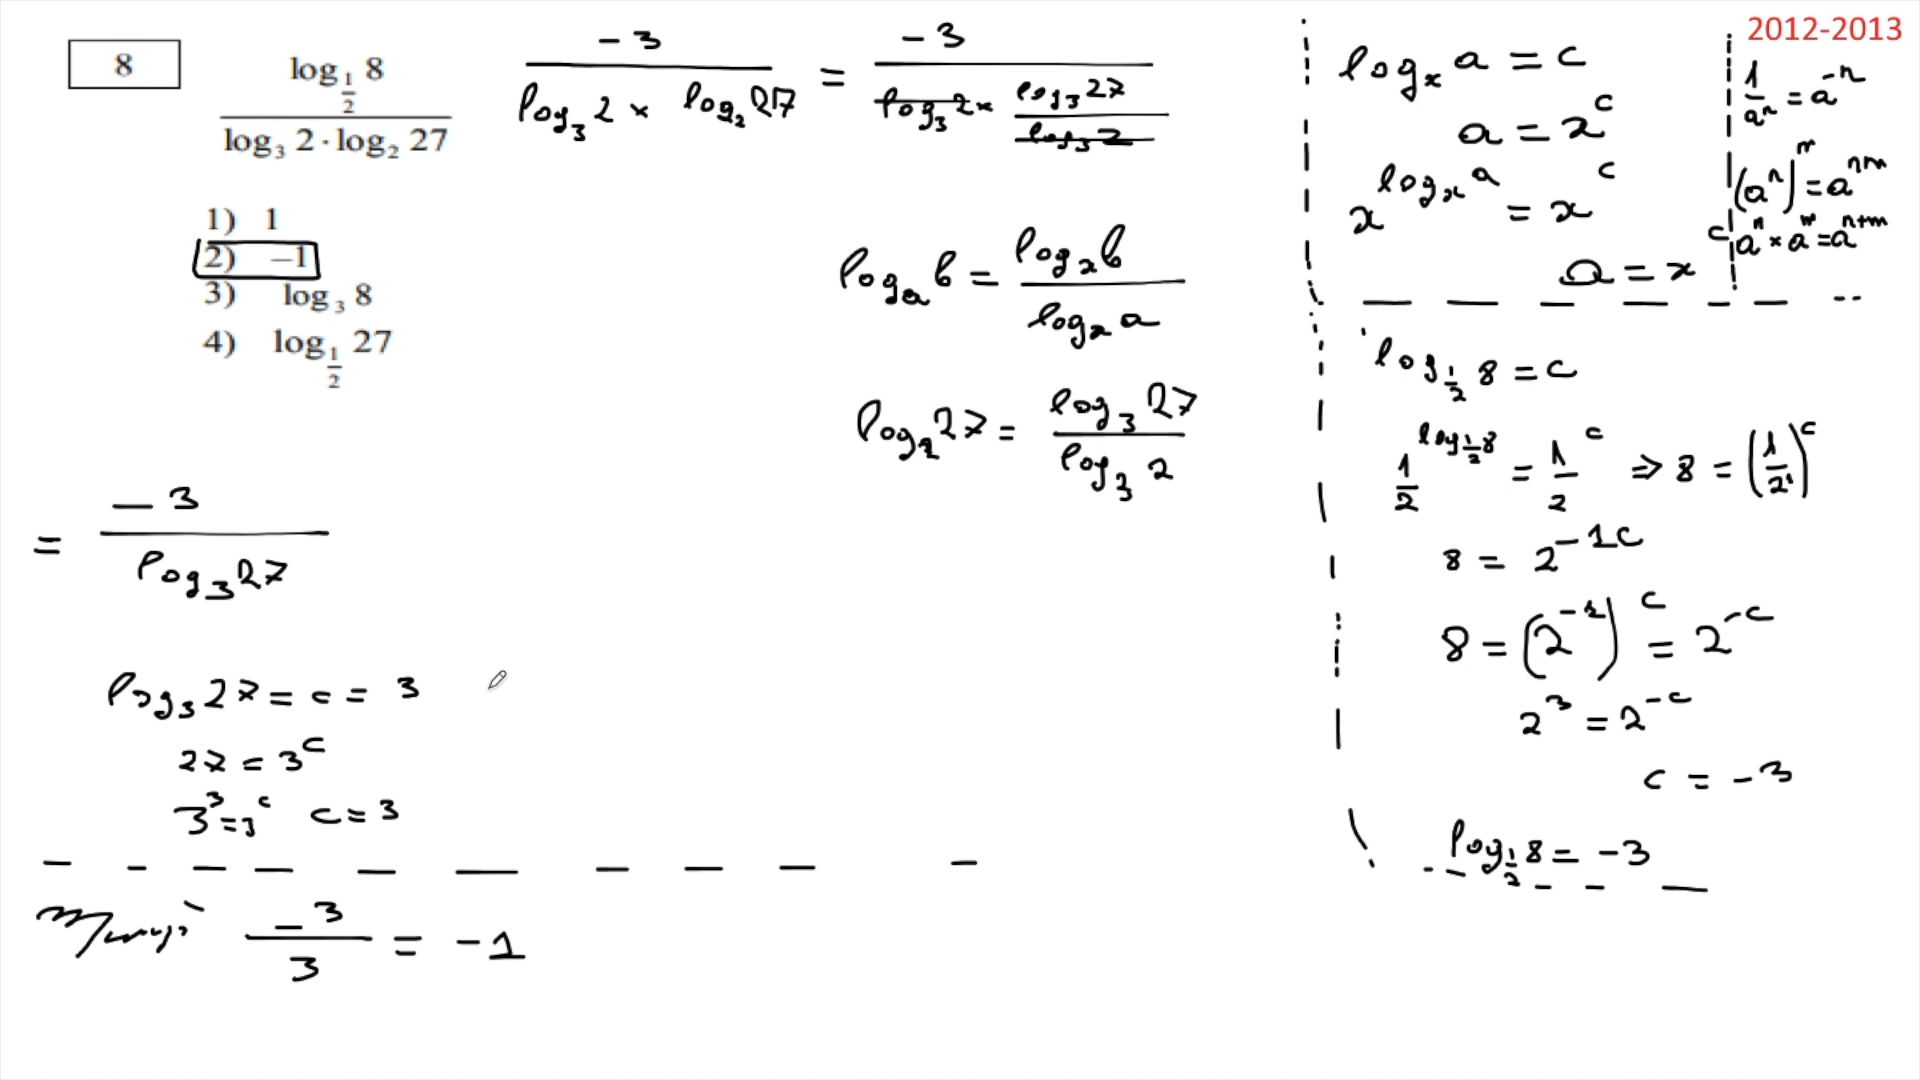 2012-2013
8
log_{1/2} 8 / (log_3 2 · log_2 27)
1) 1
2) −1
3) log_3 8
4) log_{1/2} 27
-3 / (log_3 2 × log_2 27) = -3 / (log_3 2 × (log_3 27 / log_3 2))
log_a b = log_x b / log_x a
log_2 27 = log_3 27 / log_3 2
= -3 / log_3 27
log_3 27 = c = 3
27 = 3^c
3^3 = 3^c c = 3
-3 / 3 = -1
log_x a = c
a = x^c
x^{log_x a} = x^c
a = x^c
1/a^n = a^{-n}
(a^n)^m = a^{nm}
a^n × a^m = a^{n+m}
log_{1/2} 8 = c
1/2^{log_{1/2} 8} = 1/2^c ⇒ 8 = (1/2^1)^c
8 = 2^{-1c}
8 = (2^{-1})^c = 2^{-c}
2^3 = 2^{-c}
c = -3
log_{1/2} 8 = -3